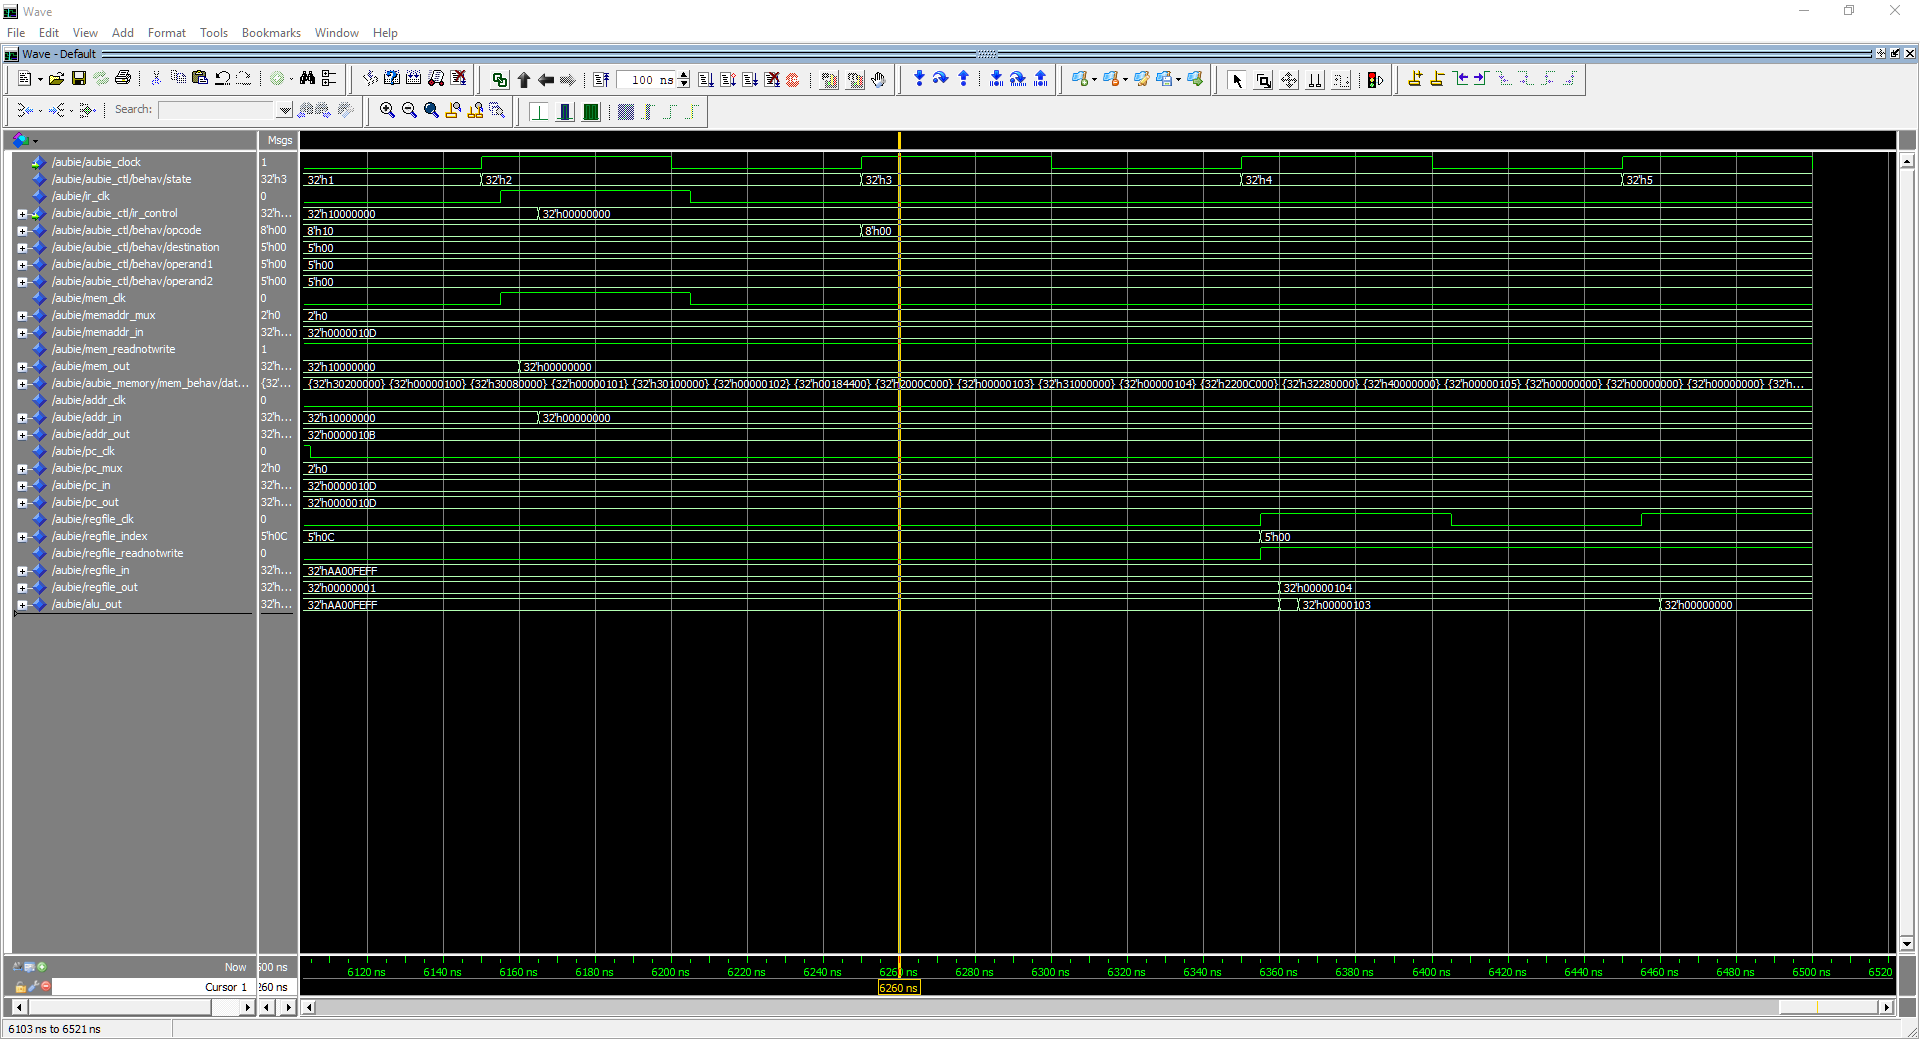 Wave
File Edit View Add Format Tools Bookmarks Window Help
Wave - Default
100 ns
Search:
Msgs
/aubie/aubie_clock 1
/aubie/aubie_ctl/behav/state 32'h3 32'h1 32'h2 32'h3 32'h4 32'h5
/aubie/ir_clk 0
/aubie/aubie_ctl/ir_control 32'h... 32'h10000000 32'h00000000
/aubie/aubie_ctl/behav/opcode 8'h00 8'h10 8'h00
/aubie/aubie_ctl/behav/destination 5'h00 5'h00
/aubie/aubie_ctl/behav/operand1 5'h00 5'h00
/aubie/aubie_ctl/behav/operand2 5'h00 5'h00
/aubie/mem_clk 0
/aubie/memaddr_mux 2'h0 2'h0
/aubie/memaddr_in 32'h... 32'h0000010D
/aubie/mem_readnotwrite 1
/aubie/mem_out 32'h... 32'h10000000 32'h00000000
/aubie/aubie_memory/mem_behav/dat... {32'... {32'h30200000} {32'h00000100} {32'h30080000} {32'h00000101} {32'h30100000} {32'h00000102} {32'h00184400} {32'h2000C000} {32'h00000103} {32'h31000000} {32'h00000104} {32'h2200C000} {32'h32280000} {32'h40000000} {32'h00000105} {32'h00000000} {32'h00000000} {32'h00000000} {32'h...
/aubie/addr_clk 0
/aubie/addr_in 32'h... 32'h10000000 32'h00000000
/aubie/addr_out 32'h... 32'h0000010B
/aubie/pc_clk 0
/aubie/pc_mux 2'h0 2'h0
/aubie/pc_in 32'h... 32'h0000010D
/aubie/pc_out 32'h... 32'h0000010D
/aubie/regfile_clk 0
/aubie/regfile_index 5'h0C 5'h0C 5'h00
/aubie/regfile_readnotwrite 0
/aubie/regfile_in 32'h... 32'hAA00FEFF
/aubie/regfile_out 32'h... 32'h00000001 32'h00000104
/aubie/alu_out 32'h... 32'hAA00FEFF 32'h00000103 32'h00000000
Now 500 ns 6120 ns 6140 ns 6160 ns 6180 ns 6200 ns 6220 ns 6240 ns 6260 ns 6280 ns 6300 ns 6320 ns 6340 ns 6360 ns 6380 ns 6400 ns 6420 ns 6440 ns 6460 ns 6480 ns 6500 ns 6520
Cursor 1 260 ns 6260 ns
6103 ns to 6521 ns